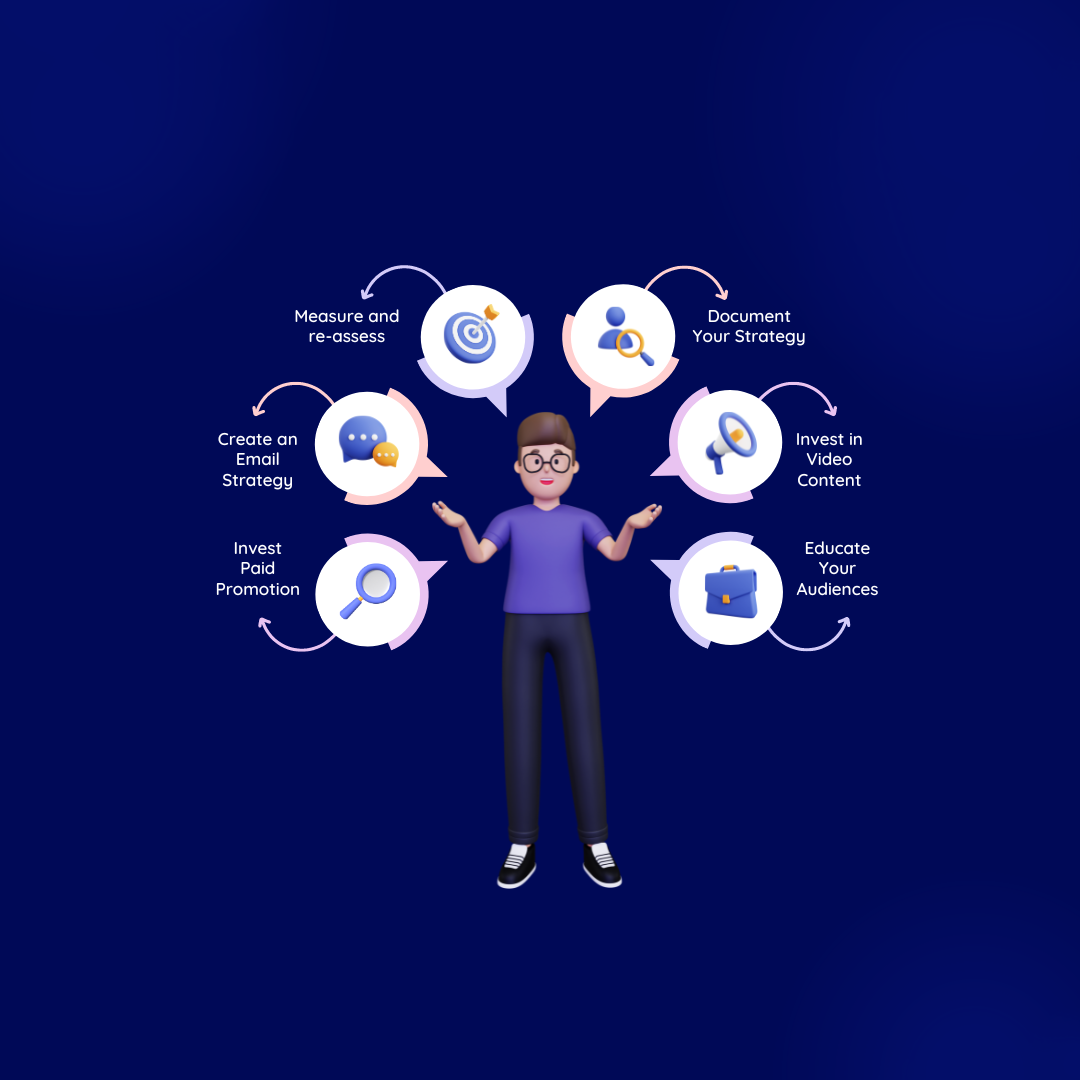 Measure and
re-assess
Document
Your Strategy
Create an
Email
Strategy
Invest in
Video
Content
Invest
Paid
Promotion
Educate
Your
Audiences